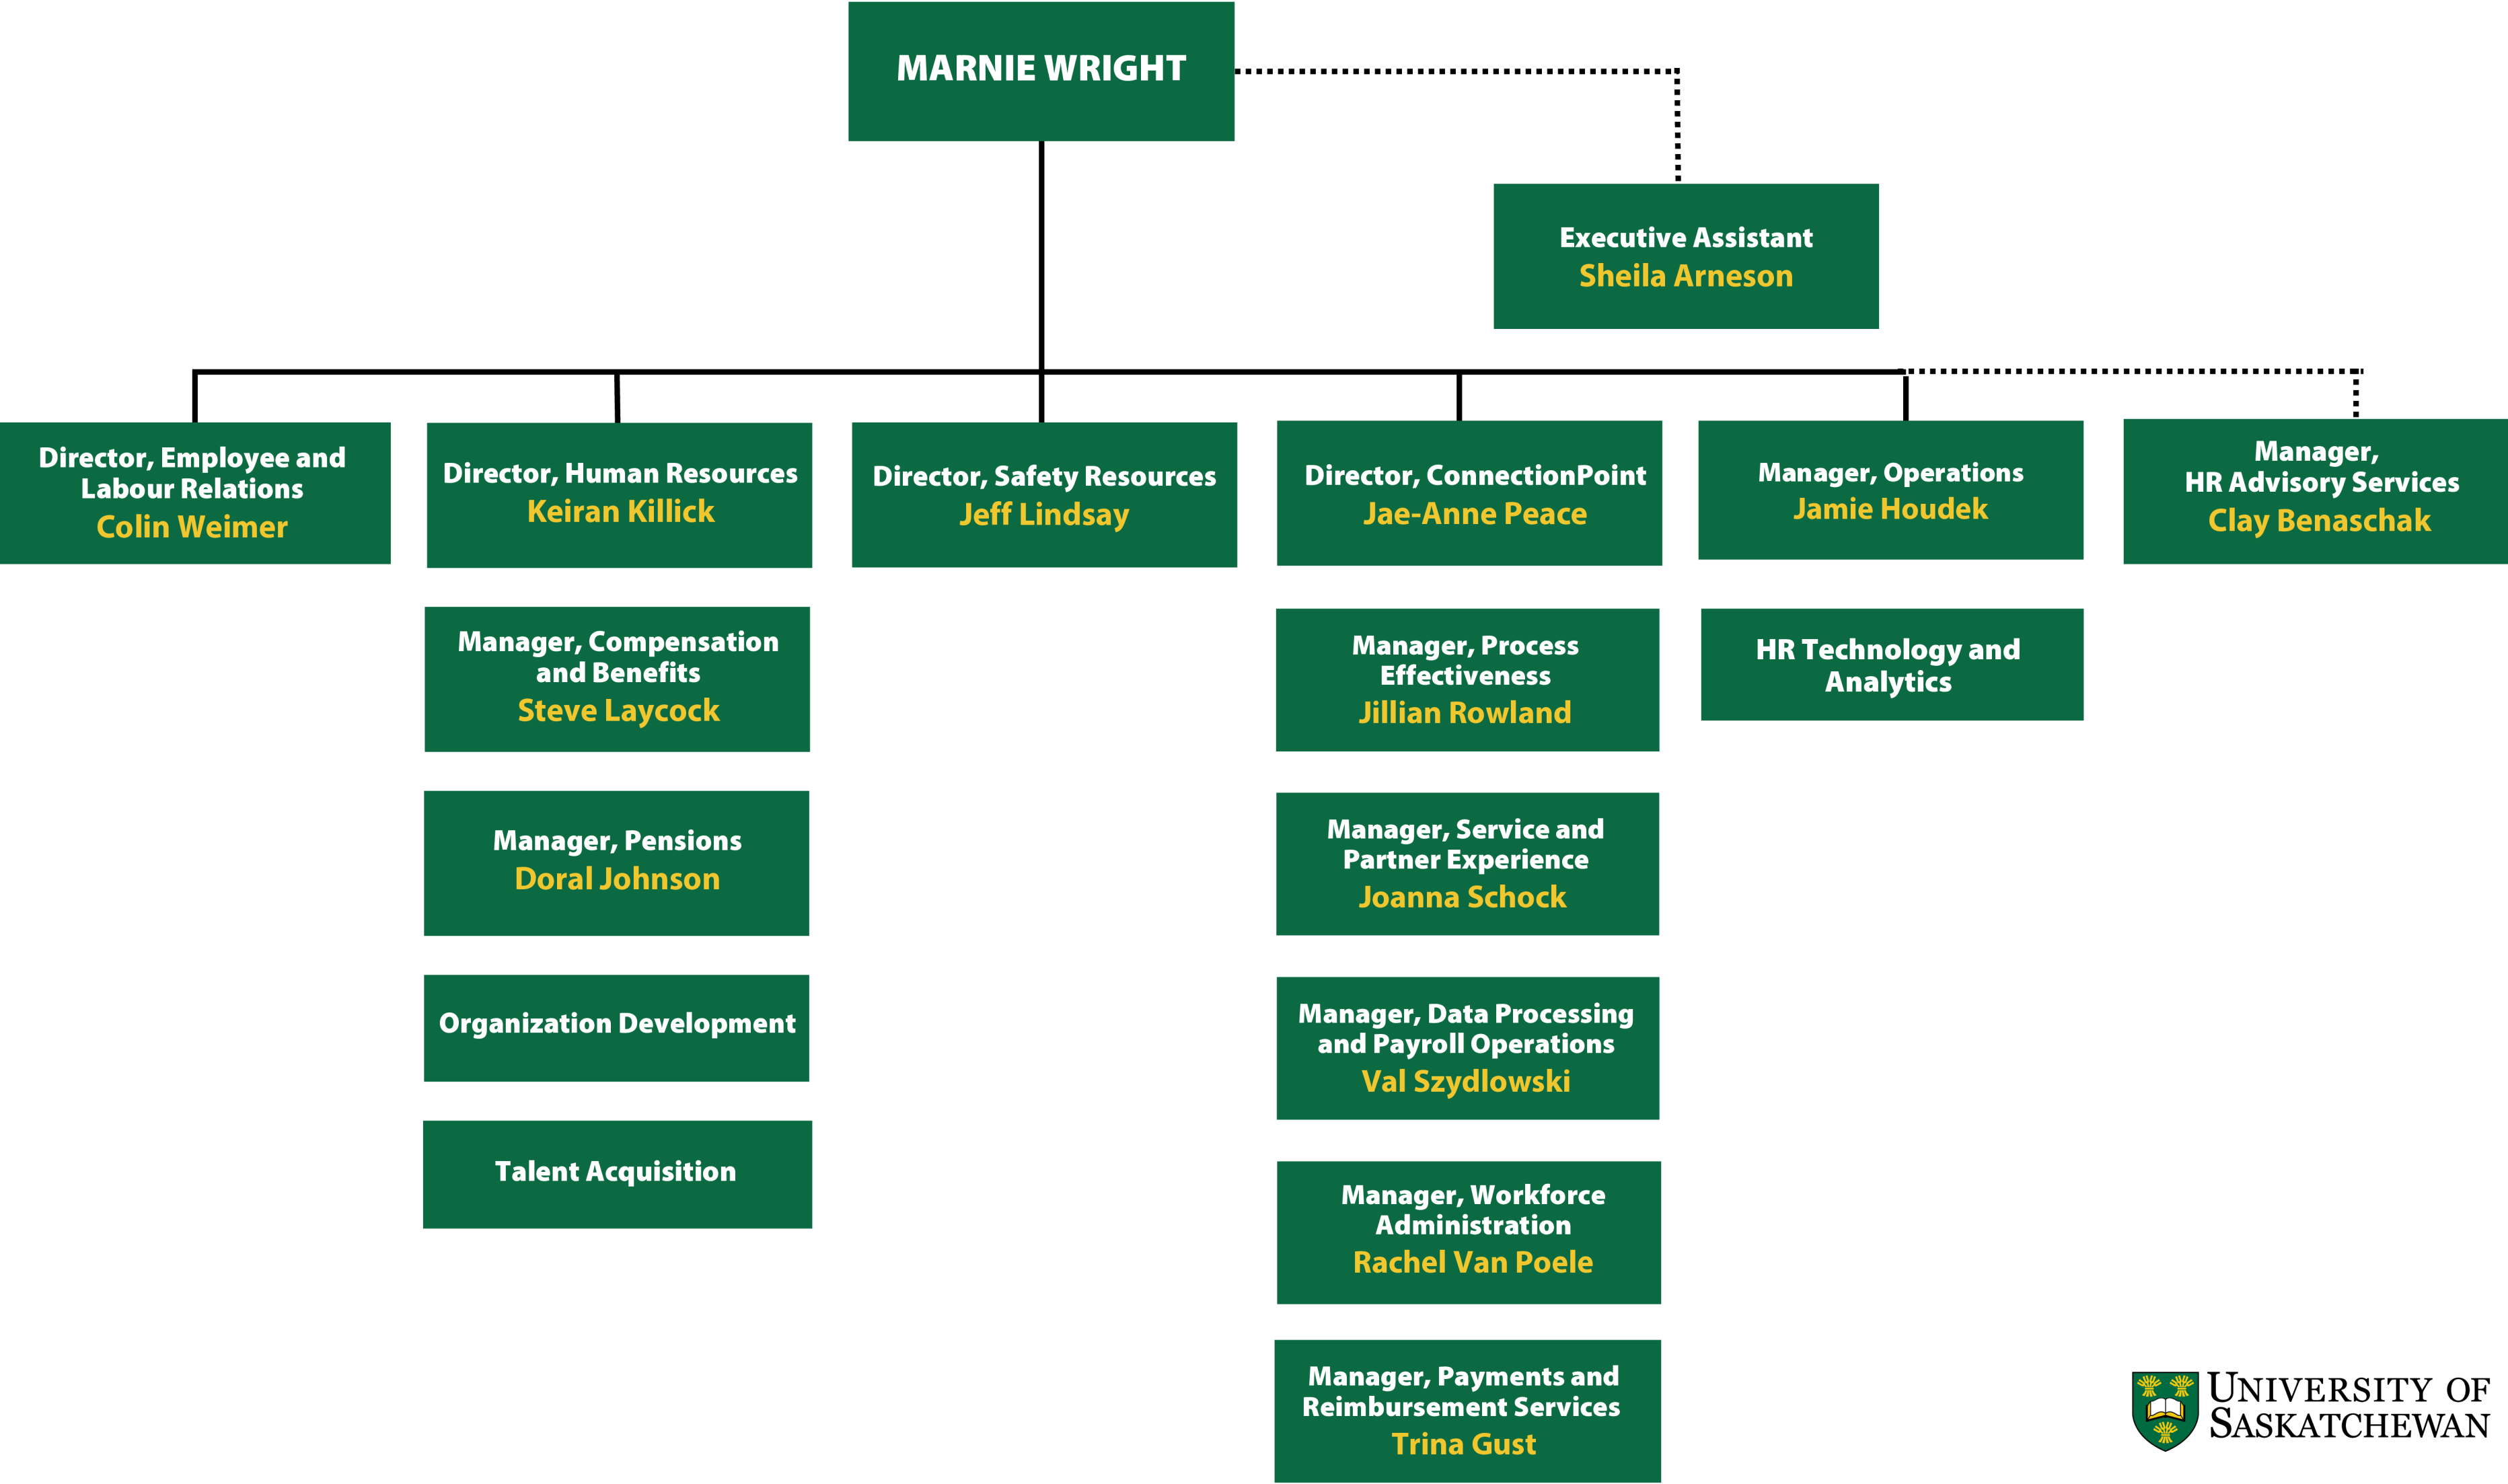 MARNIE WRIGHT
Executive Assistant
Sheila Arneson
Director, Employee and
Labour Relations
Colin Weimer
Director, Human Resources
Keiran Killick
Director, Safety Resources
Jeff Lindsay
Director, ConnectionPoint
Jae-Anne Peace
Manager, Operations
Jamie Houdek
Manager,
HR Advisory Services
Clay Benaschak
Manager, Compensation
and Benefits
Steve Laycock
Manager, Pensions
Doral Johnson
Organization Development
Talent Acquisition
Manager, Process
Effectiveness
Jillian Rowland
Manager, Service and
Partner Experience
Joanna Schock
Manager, Data Processing
and Payroll Operations
Val Szydlowski
Manager, Workforce
Administration
Rachel Van Poele
Manager, Payments and
Reimbursement Services
Trina Gust
HR Technology and
Analytics
UNIVERSITY OF
SASKATCHEWAN